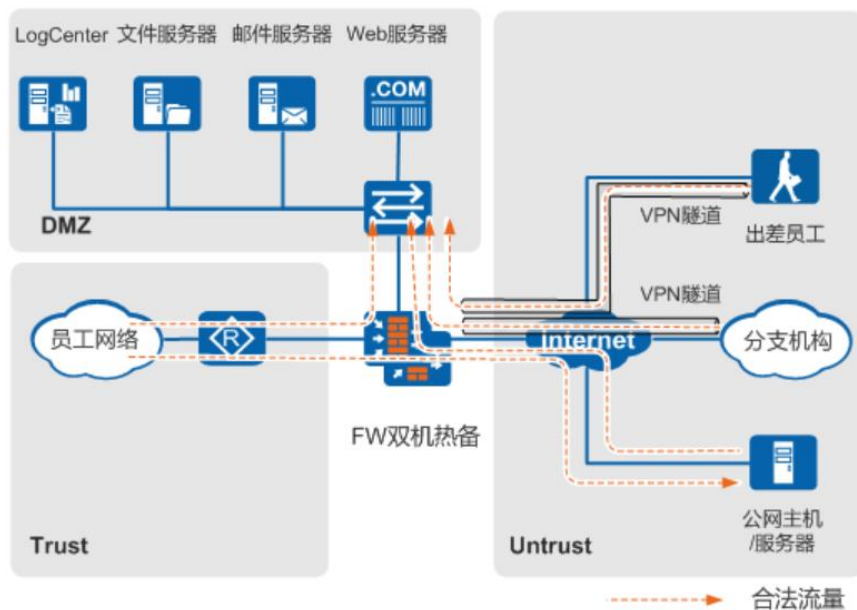 LogCenter 文件服务器 邮件服务器 Web服务器
.COM
DMZ
VPN隧道
出差员工
VPN隧道
员工网络
R
Internet
分支机构
FW双机热备
公网主机
/服务器
Trust
Untrust
合法流量